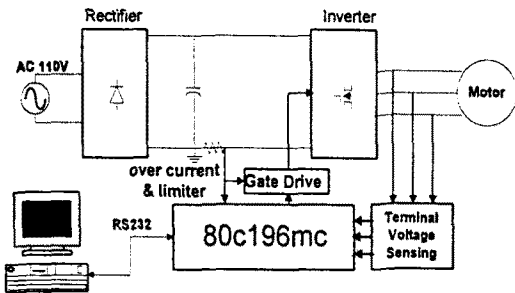 Rectifier
Inverter
AC 110V
Motor
over current
& limiter
Gate Drive
RS232
80c196mc
Terminal
Voltage
Sensing